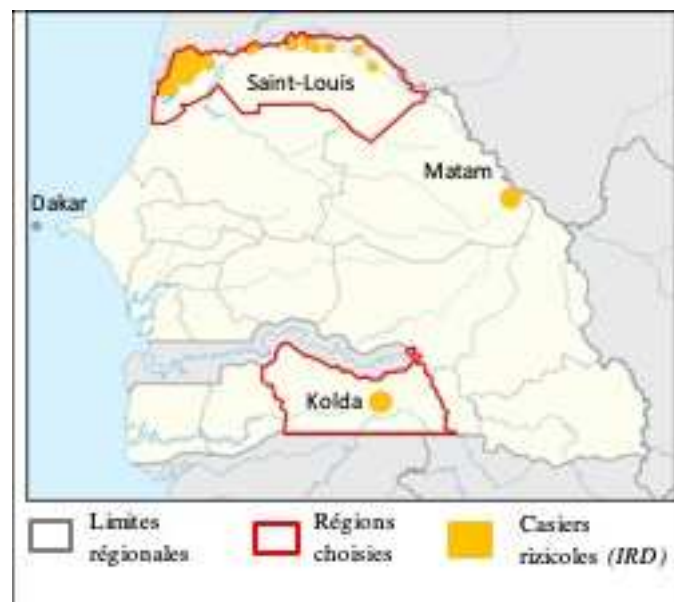 Saint-Louis
Matam
Dakar
Kolda
Limites
régionales
Régions
choisies
Casiers
rizicoles (IRD)